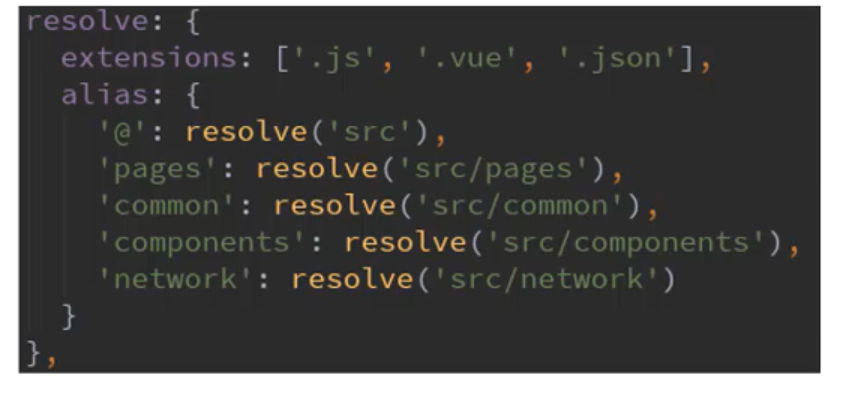 resolve: {
  extensions: ['.js', '.vue', '.json'],
  alias: {
    '@': resolve('src'),
    'pages': resolve('src/pages'),
    'common': resolve('src/common'),
    'components': resolve('src/components'),
    'network': resolve('src/network')
  }
},